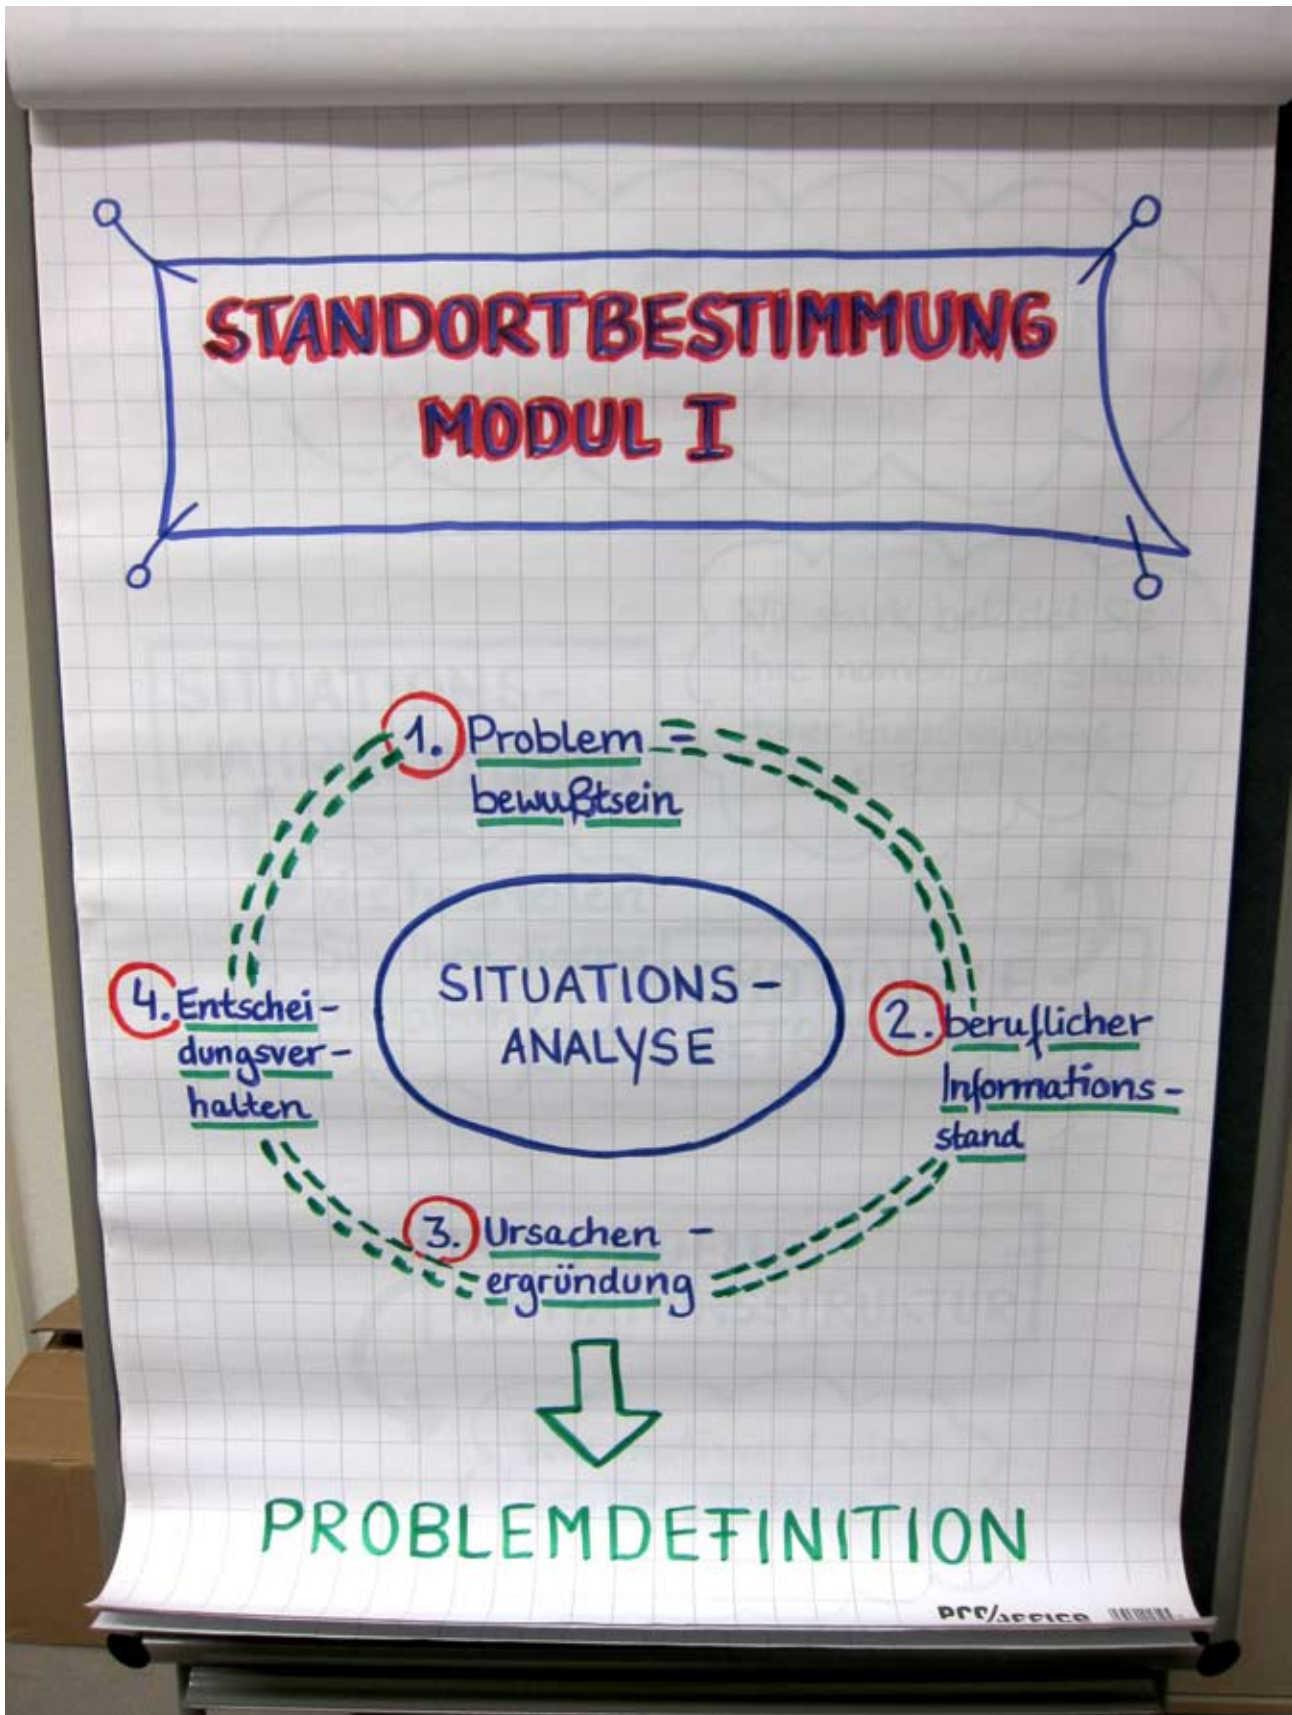 STANDORTBESTIMMUNG
MODUL I
1. Problem-
bewußtsein
SITUATIONS-
ANALYSE
2. beruflicher
Informations-
stand
3. Ursachen-
ergründung
4. Entschei-
dungsver-
halten
PROBLEMDEFINITION